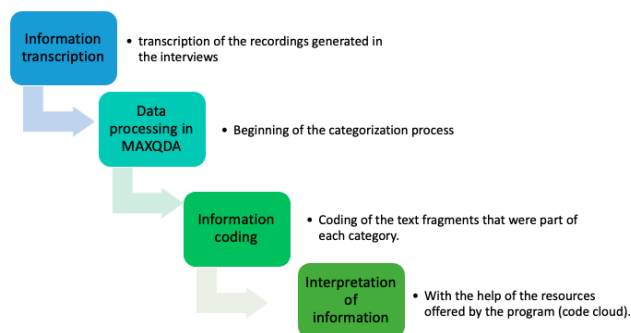 Information
transcription
• transcription of the recordings generated in
the interviews
Data
processing in
MAXQDA
• Beginning of the categorization process
Information
coding
• Coding of the text fragments that were part of
each category.
Interpretation
of
information
• With the help of the resources
offered by the program (code cloud).